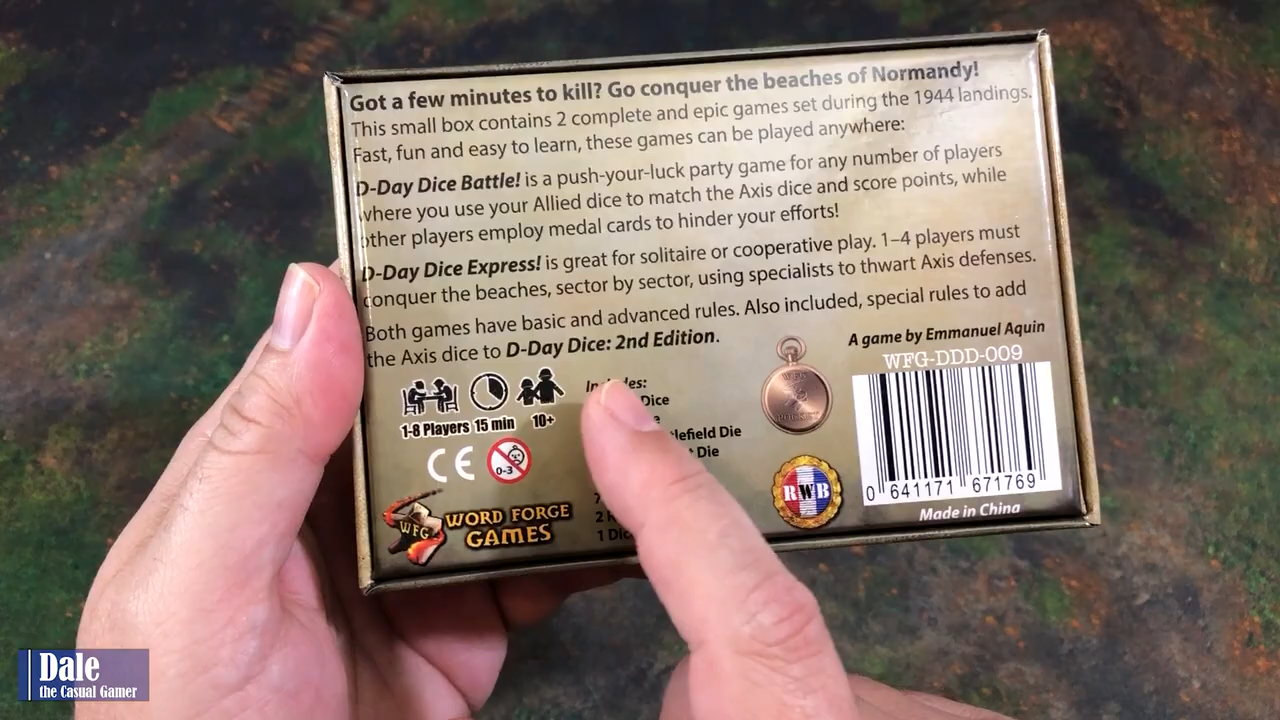 Got a few minutes to kill? Go conquer the beaches of Normandy!
This small box contains 2 complete and epic games set during the 1944 landings.
Fast, fun and easy to learn, these games can be played anywhere:
D-Day Dice Battle! is a push-your-luck party game for any number of players
where you use your Allied dice to match the Axis dice and score points, while
other players employ medal cards to hinder your efforts!
D-Day Dice Express! is great for solitaire or cooperative play. 1–4 players must
conquer the beaches, sector by sector, using specialists to thwart Axis defenses.
Both games have basic and advanced rules. Also included, special rules to add
the Axis dice to D-Day Dice: 2nd Edition.
A game by Emmanuel Aquin
WFG-DDD-009
1-8 Players 15 min 10+
Dice
Die
Die
7
2
1
CE
0-3
WFG
WORD FORGE
GAMES
RWB
0 641171 671769
Made in China
Dale
the Casual Gamer